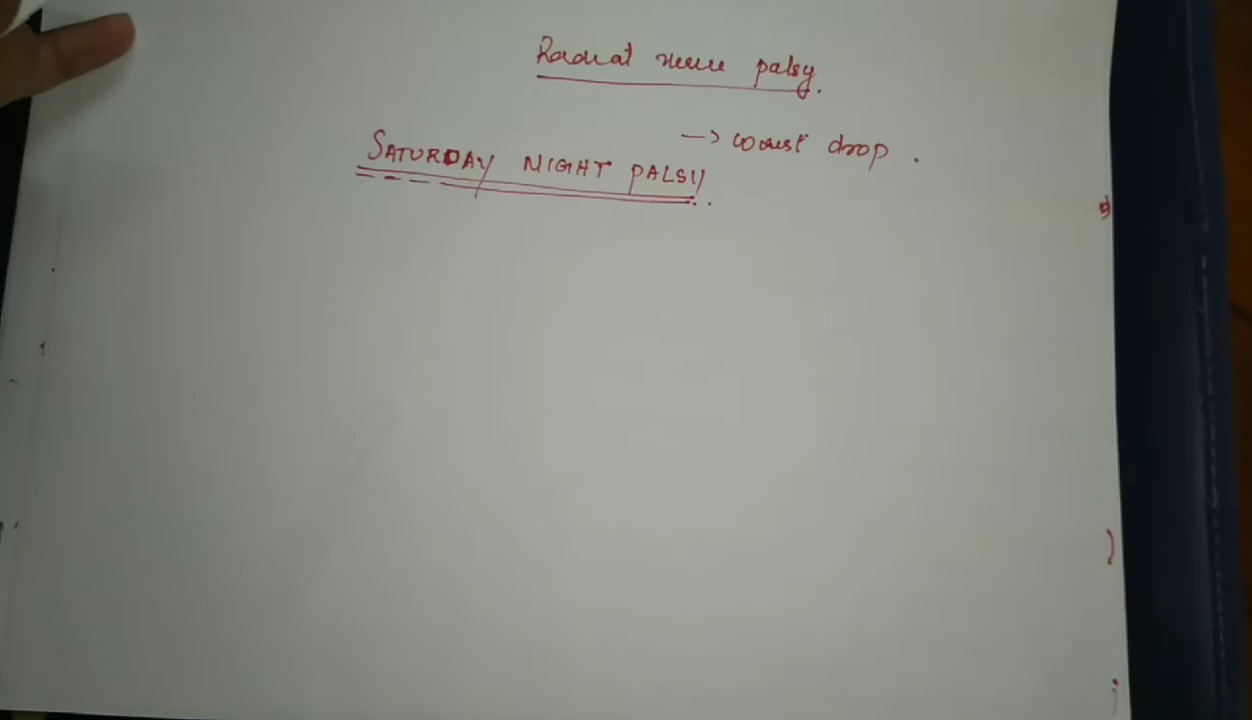 Radial nerve palsy.
→ wrist drop.
SATURDAY NIGHT PALSY.